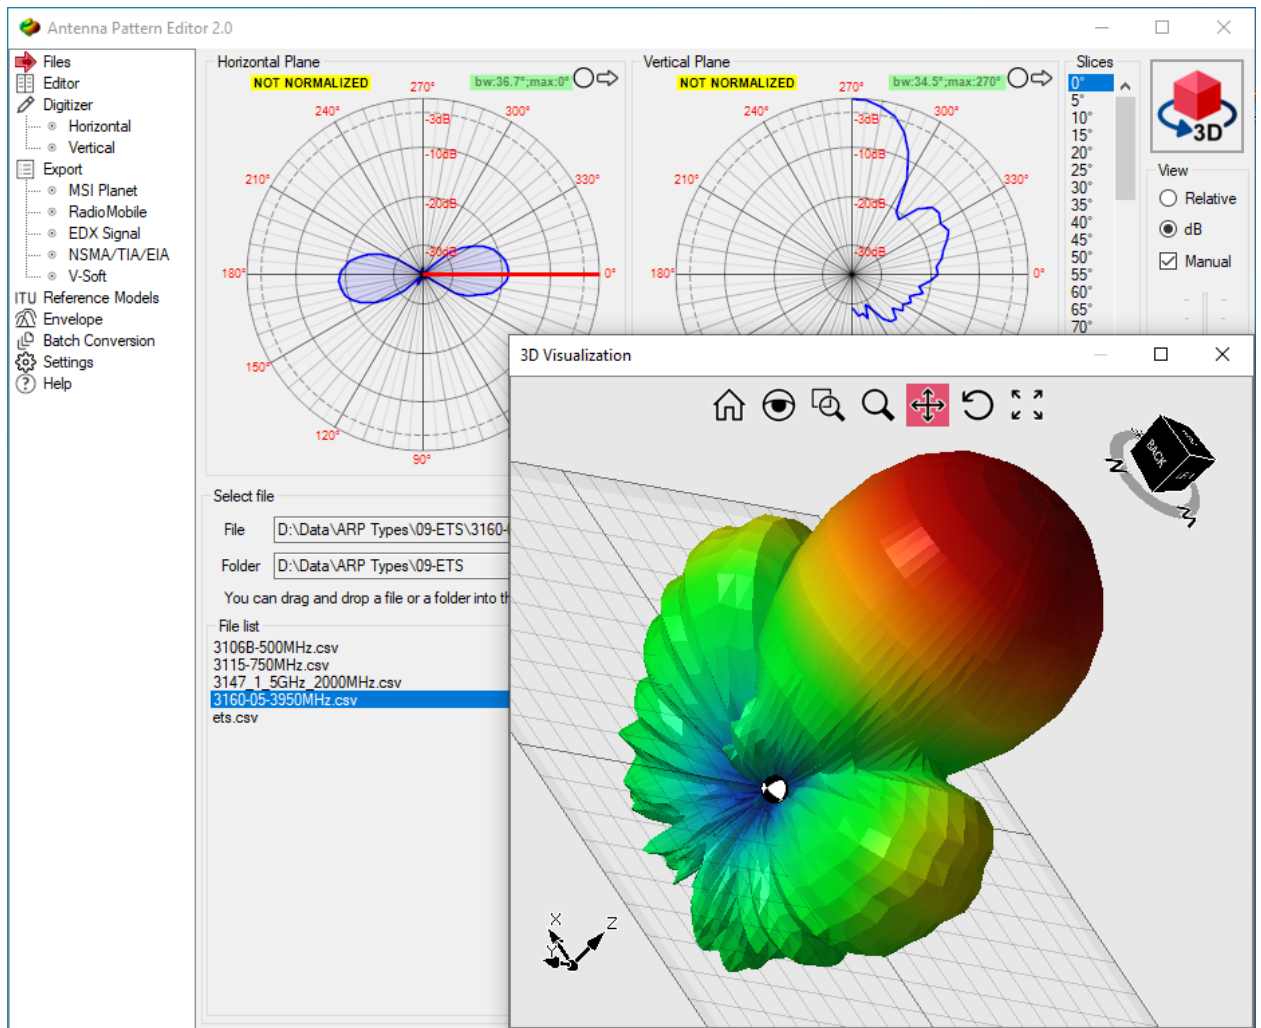 Antenna Pattern Editor 2.0
Files
Editor
Digitizer
Horizontal
Vertical
Export
MSI Planet
RadioMobile
EDX Signal
NSMA/TIA/EIA
V-Soft
ITU Reference Models
Envelope
Batch Conversion
Settings
Help
Horizontal Plane
NOT NORMALIZED
bw:36.7°;max:0°
270°
240°
300°
210°
330°
180°
0°
150°
120°
90°
-3dB
-10dB
-20dB
-30dB
Vertical Plane
NOT NORMALIZED
bw:34.5°;max:270°
270°
240°
300°
210°
330°
180°
0°
-3dB
-10dB
-20dB
-30dB
Slices
0°
5°
10°
15°
20°
25°
30°
35°
40°
45°
50°
55°
60°
65°
70°
3D
View
Relative
dB
Manual
Select file
File
D:\Data\ARP Types\09-ETS\3160-
Folder
D:\Data\ARP Types\09-ETS
You can drag and drop a file or a folder into th
File list
3106B-500MHz.csv
3115-750MHz.csv
3147_1_5GHz_2000MHz.csv
3160-05-3950MHz.csv
ets.csv
3D Visualization
BACK
X
Z
Y